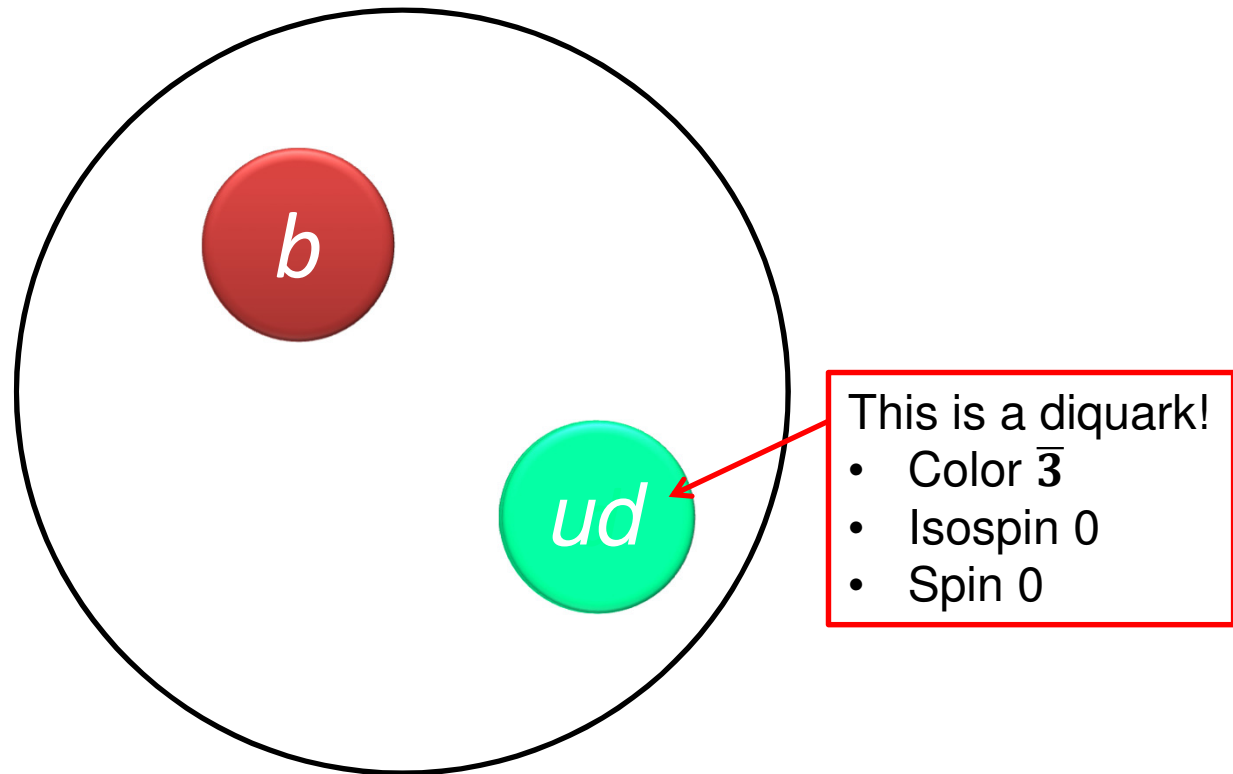 b
ud
This is a diquark!
• Color 𝟑̅
• Isospin 0
• Spin 0